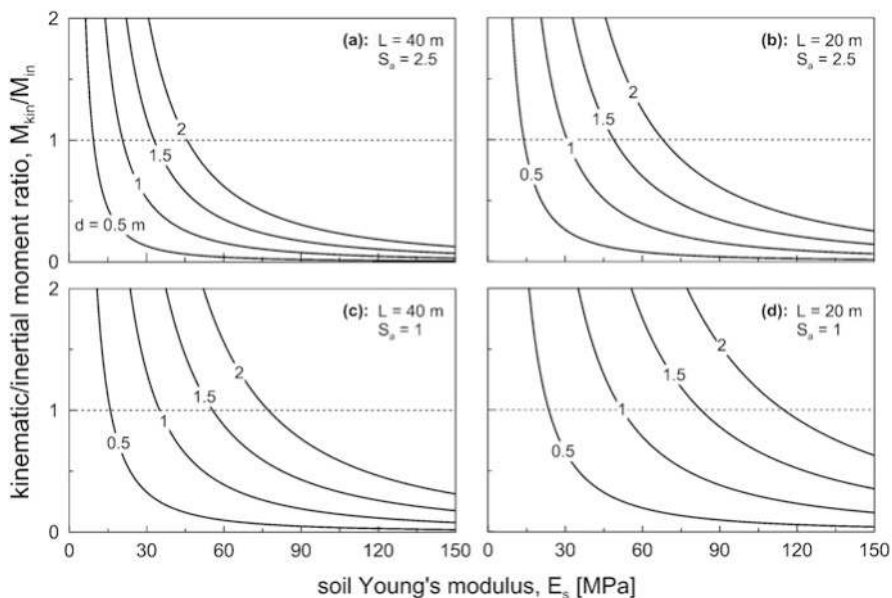 kinematic/inertial moment ratio, M_kin/M_in
2
1
0
(a): L = 40 m
S_a = 2.5
2
1.5
1
d = 0.5 m
(b): L = 20 m
S_a = 2.5
2
1.5
1
0.5
2
1
0
(c): L = 40 m
S_a = 1
2
1.5
1
0.5
(d): L = 20 m
S_a = 1
2
1.5
1
0.5
0 30 60 90 120 150
0 30 60 90 120 150
soil Young's modulus, E_s [MPa]